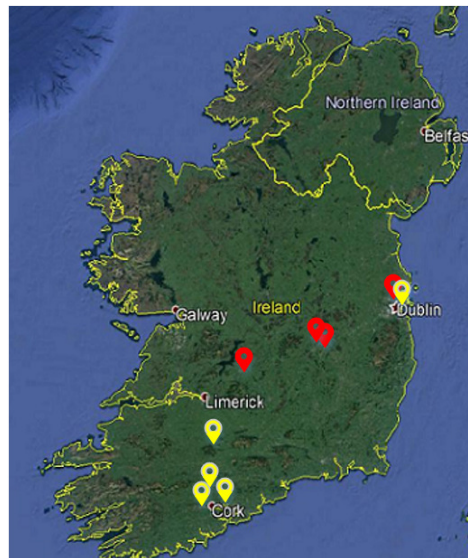 Northern Ireland
Belfas
Galway
Ireland
Dublin
Limerick
Cork